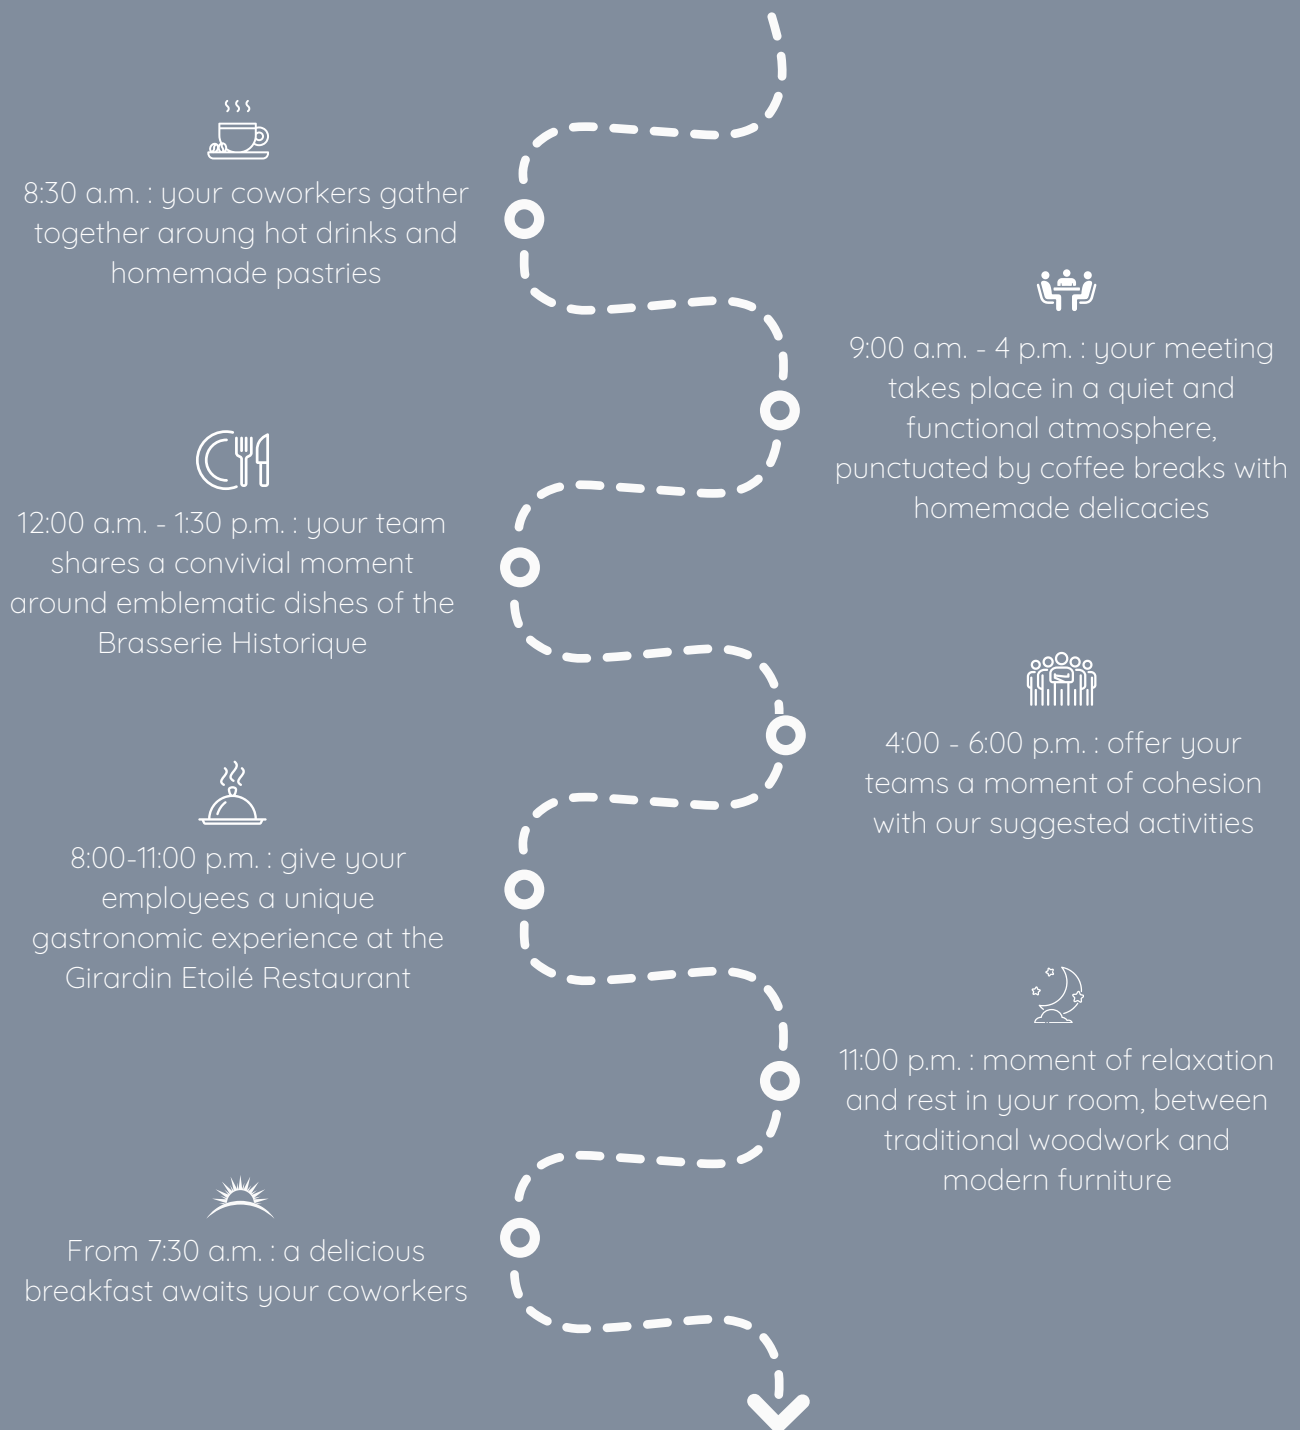 8:30 a.m. : your coworkers gather
together aroung hot drinks and
homemade pastries
9:00 a.m. - 4 p.m. : your meeting
takes place in a quiet and
functional atmosphere,
punctuated by coffee breaks with
homemade delicacies
12:00 a.m. - 1:30 p.m. : your team
shares a convivial moment
around emblematic dishes of the
Brasserie Historique
4:00 - 6:00 p.m. : offer your
teams a moment of cohesion
with our suggested activities
8:00-11:00 p.m. : give your
employees a unique
gastronomic experience at the
Girardin Etoilé Restaurant
11:00 p.m. : moment of relaxation
and rest in your room, between
traditional woodwork and
modern furniture
From 7:30 a.m. : a delicious
breakfast awaits your coworkers